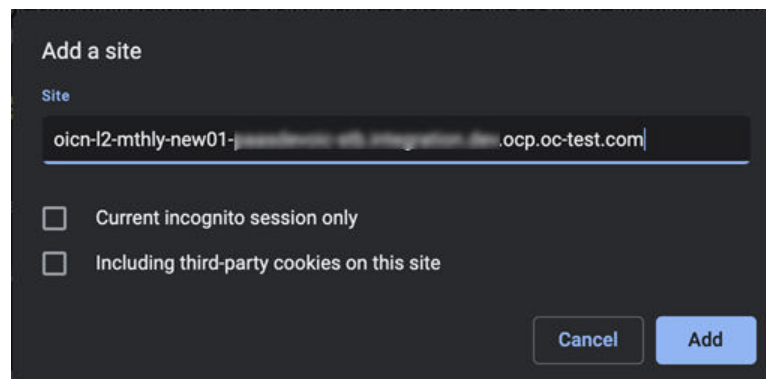 Add a site
Site
oicn-l2-mthly-new01- .ocp.oc-test.com
Current incognito session only
Including third-party cookies on this site
Cancel Add